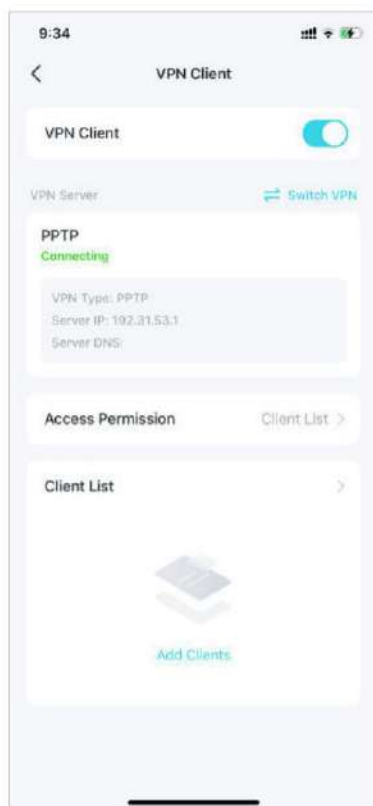 9:34
VPN Client
VPN Client
VPN Server
Switch VPN
PPTP
Connecting
VPN Type: PPTP
Server IP: 192.31.53.1
Server DNS:
Access Permission
Client List
Client List
Add Clients